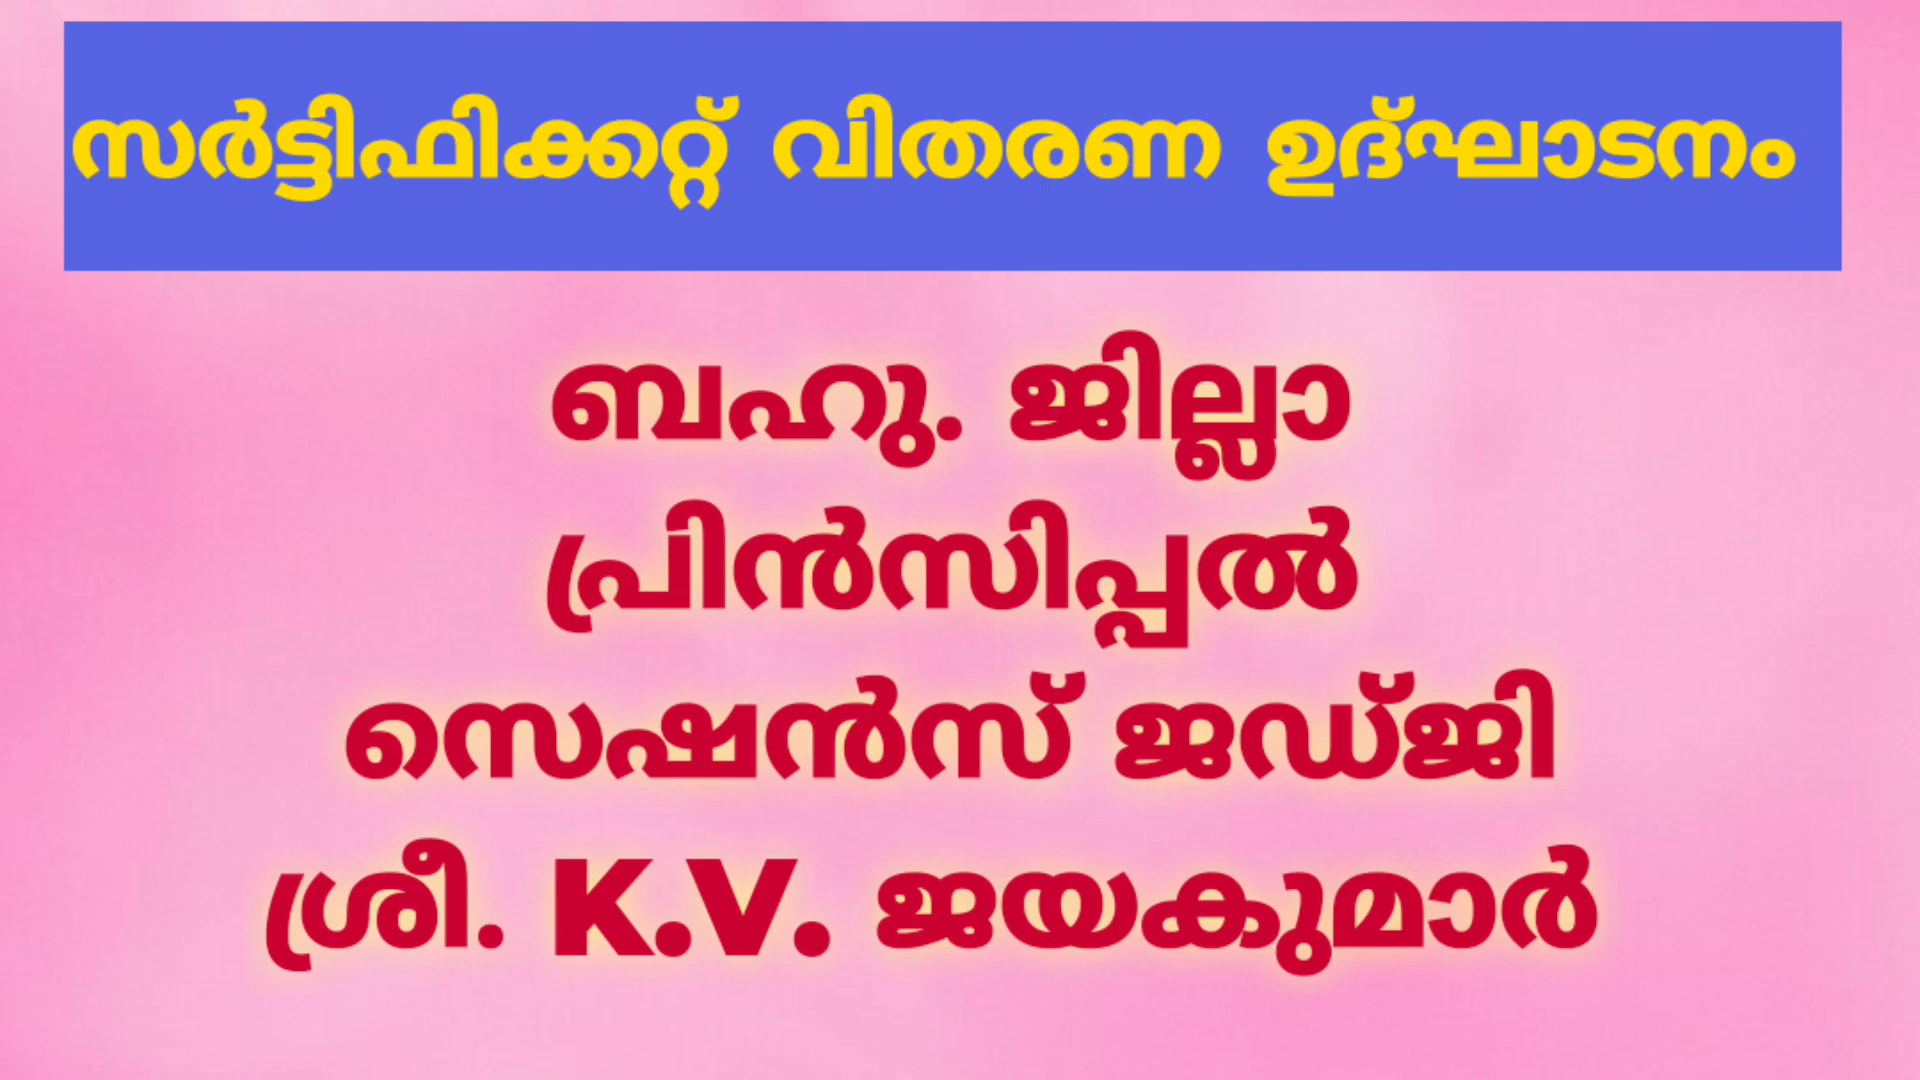 സർട്ടിഫിക്കറ്റ് വിതരണ ഉദ്ഘാടനം
ബഹു. ജില്ലാ
പ്രിൻസിപ്പൽ
സെഷൻസ് ജഡ്ജി
ശ്രീ. K.V. ജയകുമാർ